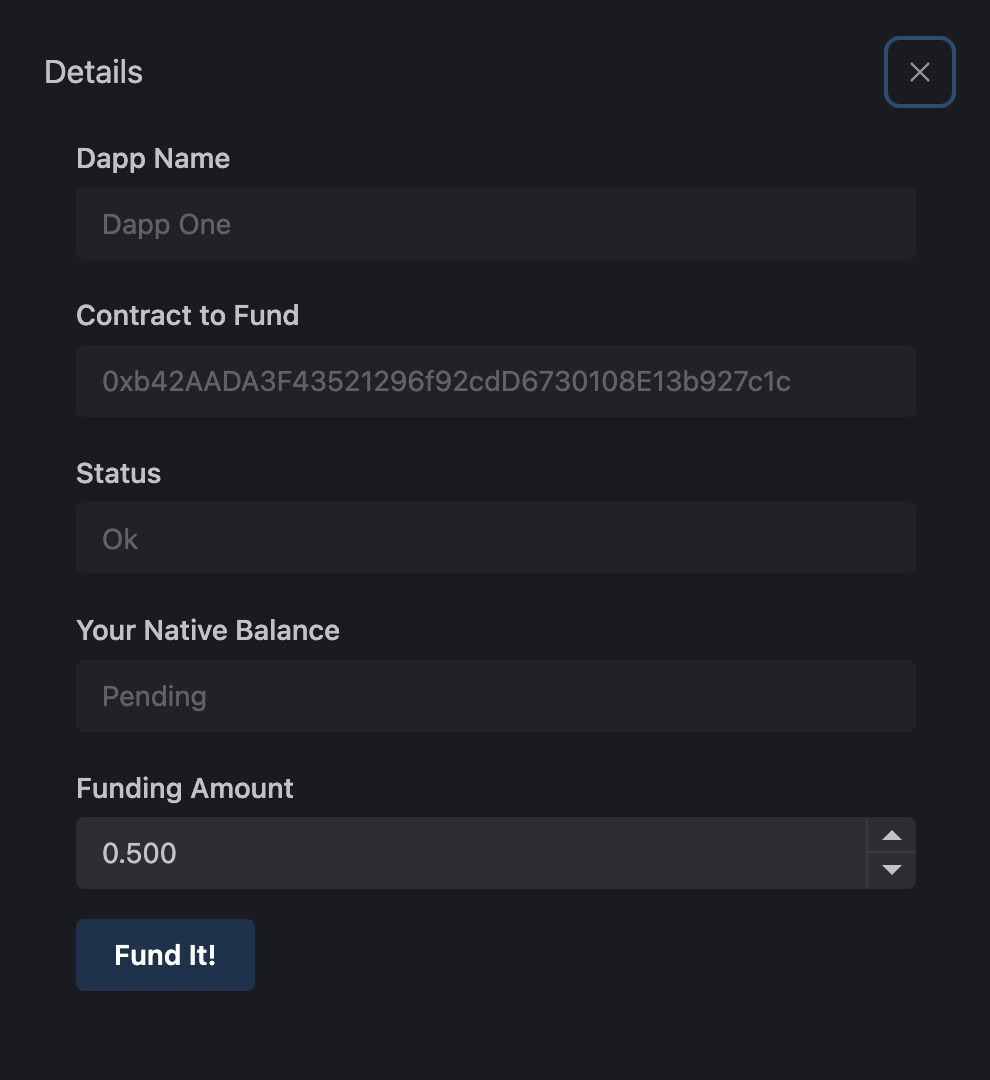 Details
Dapp Name
Dapp One
Contract to Fund
0xb42AADA3F43521296f92cdD6730108E13b927c1c
Status
Ok
Your Native Balance
Pending
Funding Amount
0.500
Fund It!